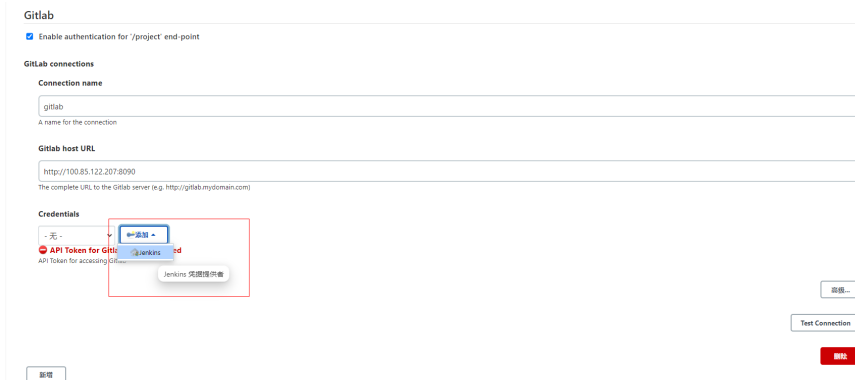 Gitlab
Enable authentication for '/project' end-point
GitLab connections
Connection name
gitlab
A name for the connection
Gitlab host URL
http://100.85.122.207:8090
The complete URL to the Gitlab server (e.g. http://gitlab.mydomain.com)
Credentials
- 无 -
添加
API Token for Gitla ed
Jenkins
API Token for accessing Gitlab
Jenkins 凭据提供者
高级...
Test Connection
删除
新增